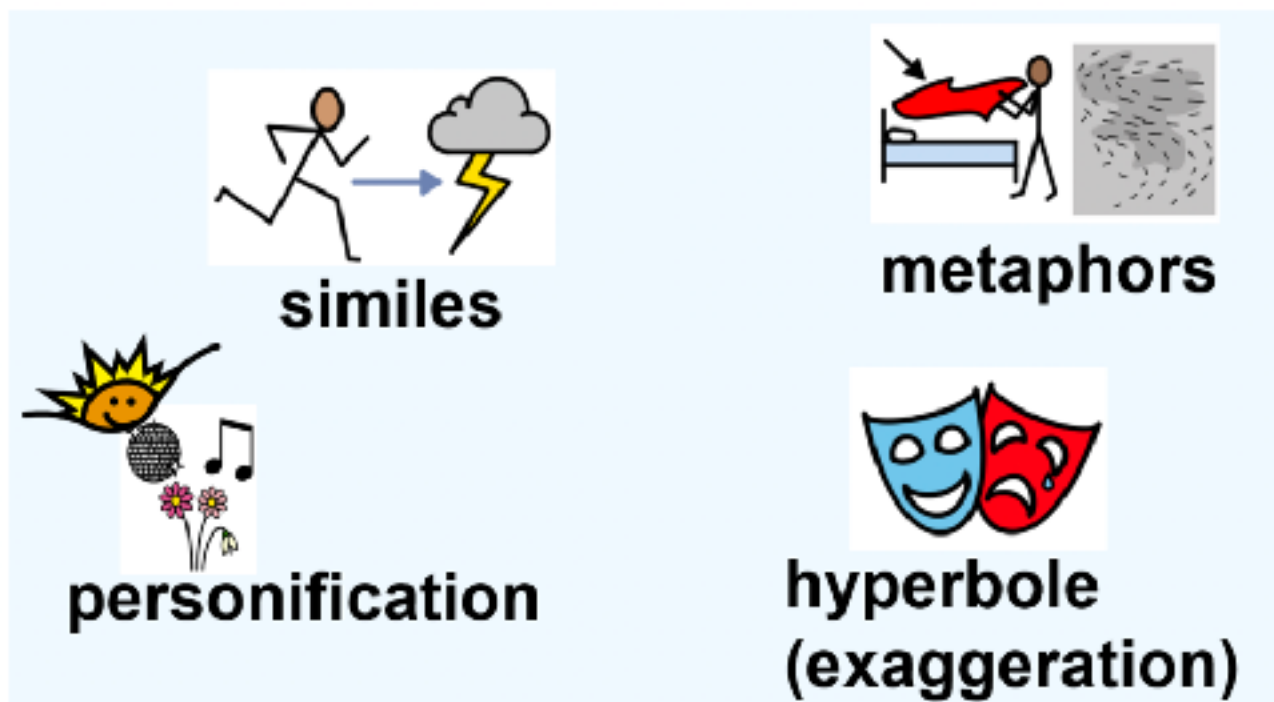 similes
metaphors
personification
hyperbole
(exaggeration)